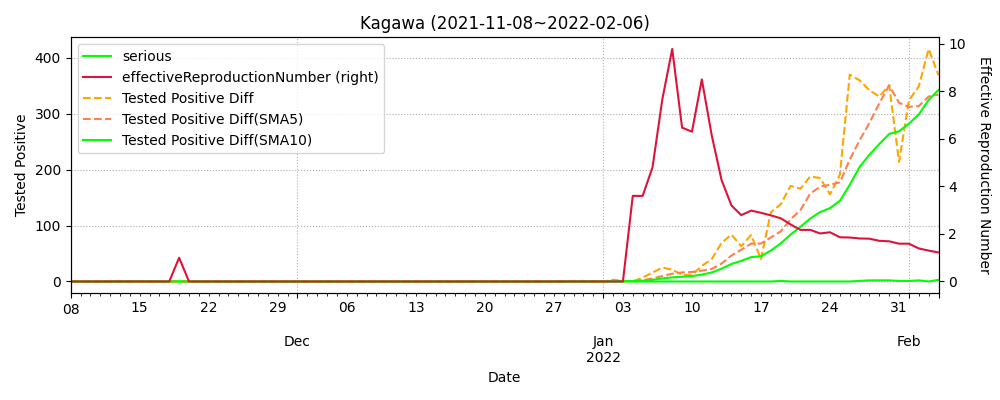 Kagawa (2021-11-08~2022-02-06)
serious
effectiveReproductionNumber (right)
Tested Positive Diff
Tested Positive Diff(SMA5)
Tested Positive Diff(SMA10)
Tested Positive
400
300
200
100
0
10
8
6
4
2
0
Effective Reproduction Number
08 15 22 29 06 13 20 27 03 10 17 24 31
Dec Jan Feb
2022
Date